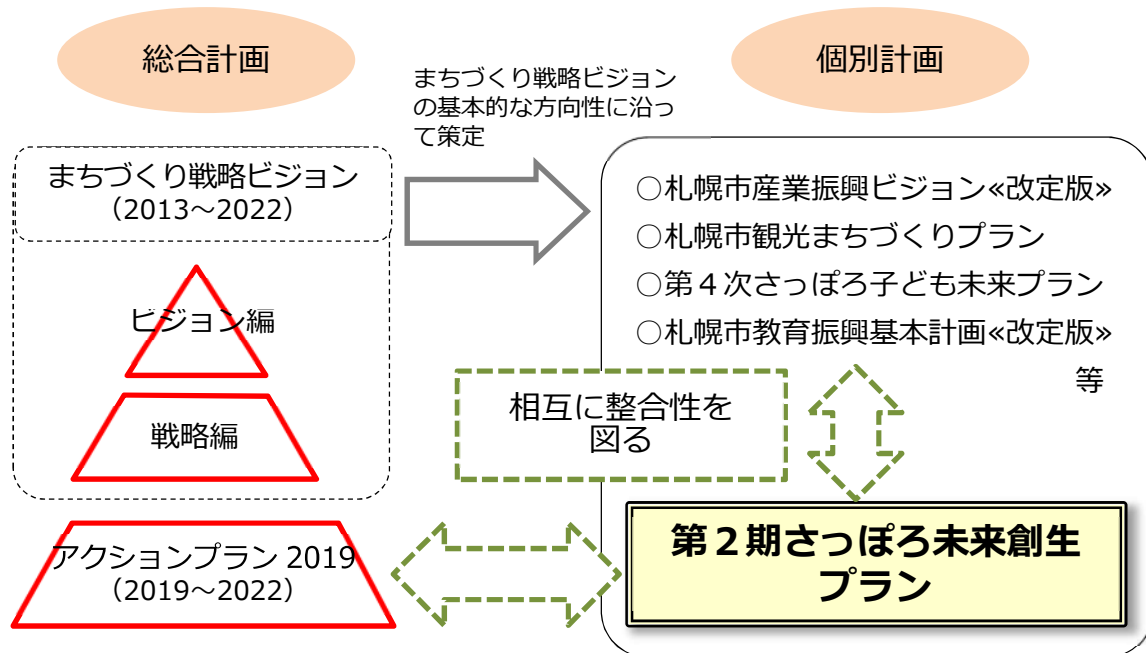 総合計画
個別計画
まちづくり戦略ビジョン
の基本的な方向性に沿っ
て策定
まちづくり戦略ビジョン
（2013～2022）
ビジョン編
戦略編
アクションプラン 2019
（2019～2022）
○札幌市産業振興ビジョン«改定版»
○札幌市観光まちづくりプラン
○第４次さっぽろ子ども未来プラン
○札幌市教育振興基本計画«改定版»
等
相互に整合性を
図る
第２期さっぽろ未来創生
プラン